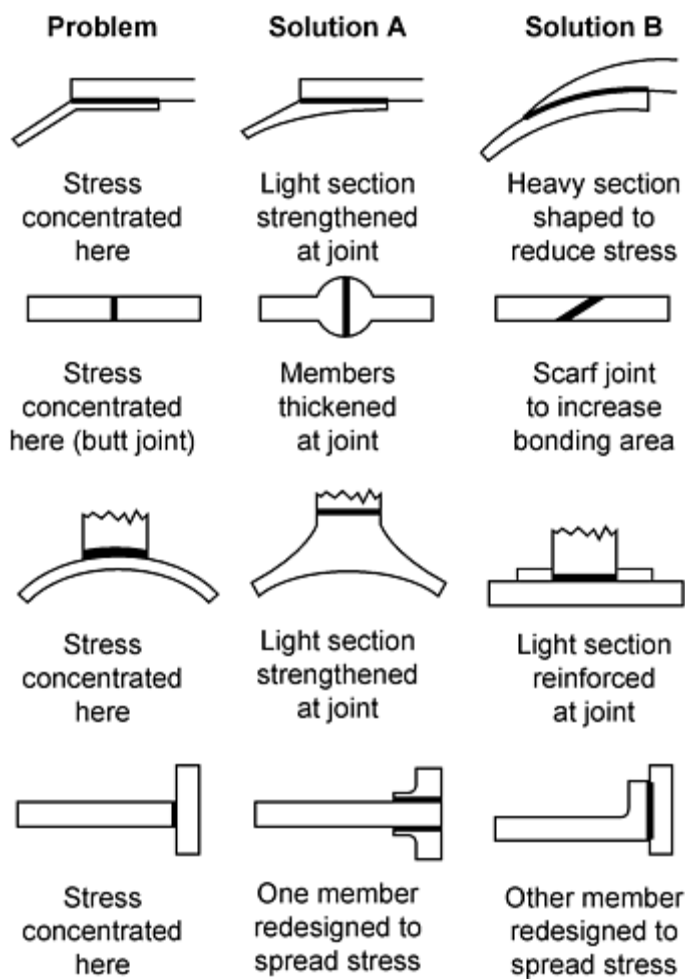 Problem
Solution A
Solution B
Stress
concentrated
here
Light section
strengthened
at joint
Heavy section
shaped to
reduce stress
Stress
concentrated
here (butt joint)
Members
thickened
at joint
Scarf joint
to increase
bonding area
Stress
concentrated
here
Light section
strengthened
at joint
Light section
reinforced
at joint
Stress
concentrated
here
One member
redesigned to
spread stress
Other member
redesigned to
spread stress